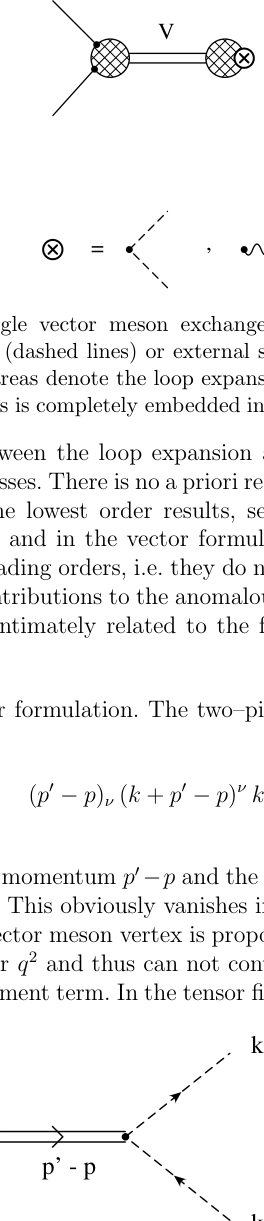 V
⊗ = ,
gle vector meson exchange
(dashed lines) or external s
reas denote the loop expans
s is completely embedded in
ween the loop expansion a
sses. There is no a priori re
ne lowest order results, se
and in the vector formul
ading orders, i.e. they do n
ntributions to the anomalou
ntimately related to the f
r formulation. The two–pi
(p′ − p)ν (k + p′ − p)^ν k
momentum p′−p and the
This obviously vanishes i
ector meson vertex is propo
r q² and thus can not con
ment term. In the tensor fi
k
p' - p
k